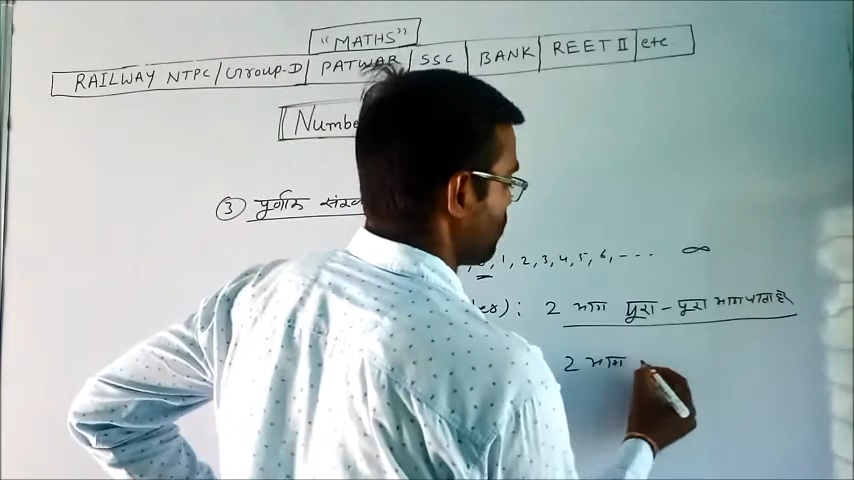 "MATHS"
RAILWAY NTPC/Group-D PATWAR SSC BANK REET II etc
Number
③ पूर्णांक
1, 2, 3, 4, 5, 6, --- ∞
2 भाग पूरा - पूरा भाग
2 भाग